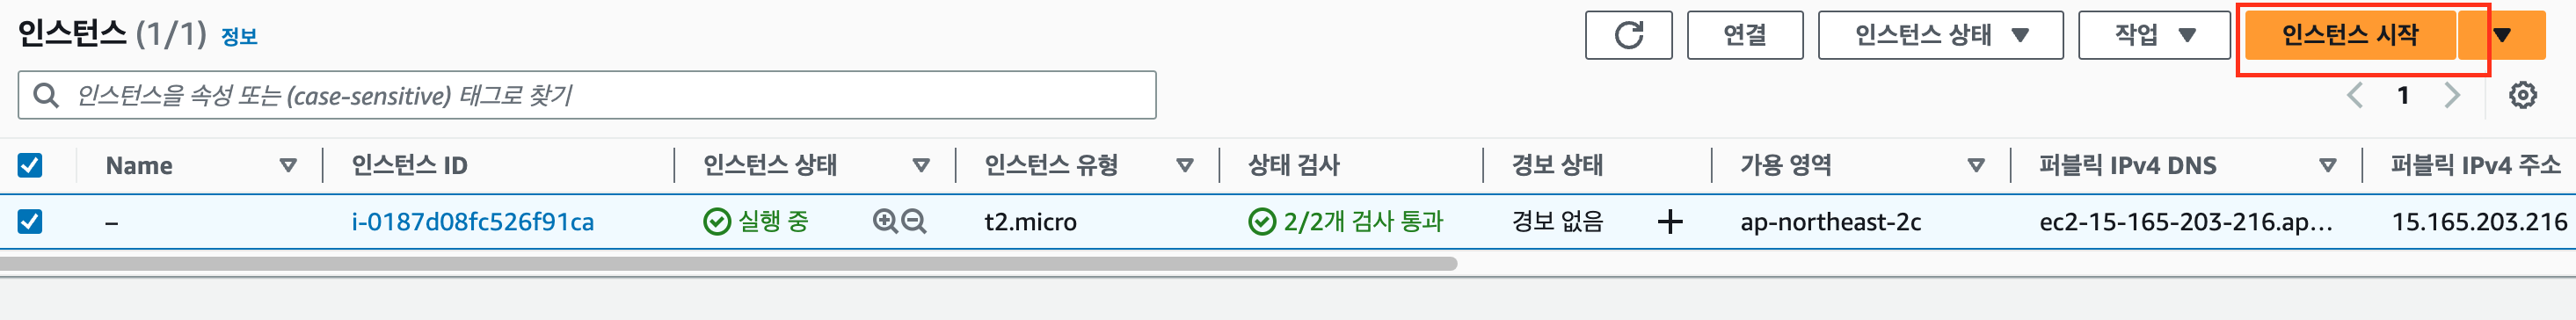 인스턴스 (1/1) 정보 연결 인스턴스 상태 작업 인스턴스 시작
인스턴스을 속성 또는 (case-sensitive) 태그로 찾기 1
Name 인스턴스 ID 인스턴스 상태 인스턴스 유형 상태 검사 경보 상태 가용 영역 퍼블릭 IPv4 DNS 퍼블릭 IPv4 주소
– i-0187d08fc526f91ca 실행 중 t2.micro 2/2개 검사 통과 경보 없음 ap-northeast-2c ec2-15-165-203-216.ap... 15.165.203.216